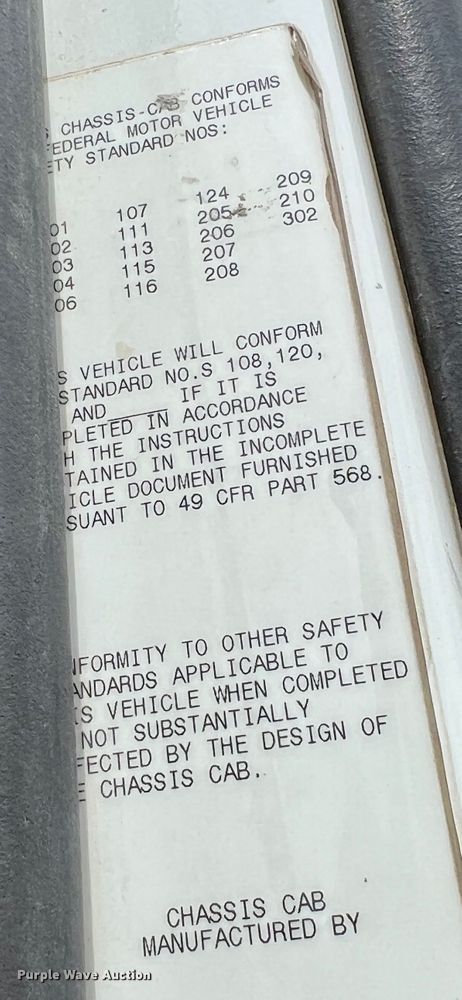 CHASSIS-CAB CONFORMS
FEDERAL MOTOR VEHICLE
STANDARD NOS:
01 107 124 209
02 111 205 210
03 113 206 302
04 115 207
06 116 208
S VEHICLE WILL CONFORM
STANDARD NO.S 108,120,
AND_____ IF IT IS
PLETED IN ACCORDANCE
H THE INSTRUCTIONS
TAINED IN THE INCOMPLETE
ICLE DOCUMENT FURNISHED
SUANT TO 49 CFR PART 568.
NFORMITY TO OTHER SAFETY
ANDARDS APPLICABLE TO
S VEHICLE WHEN COMPLETED
NOT SUBSTANTIALLY
FECTED BY THE DESIGN OF
E CHASSIS CAB.
CHASSIS CAB
MANUFACTURED BY
Purple Wave Auction